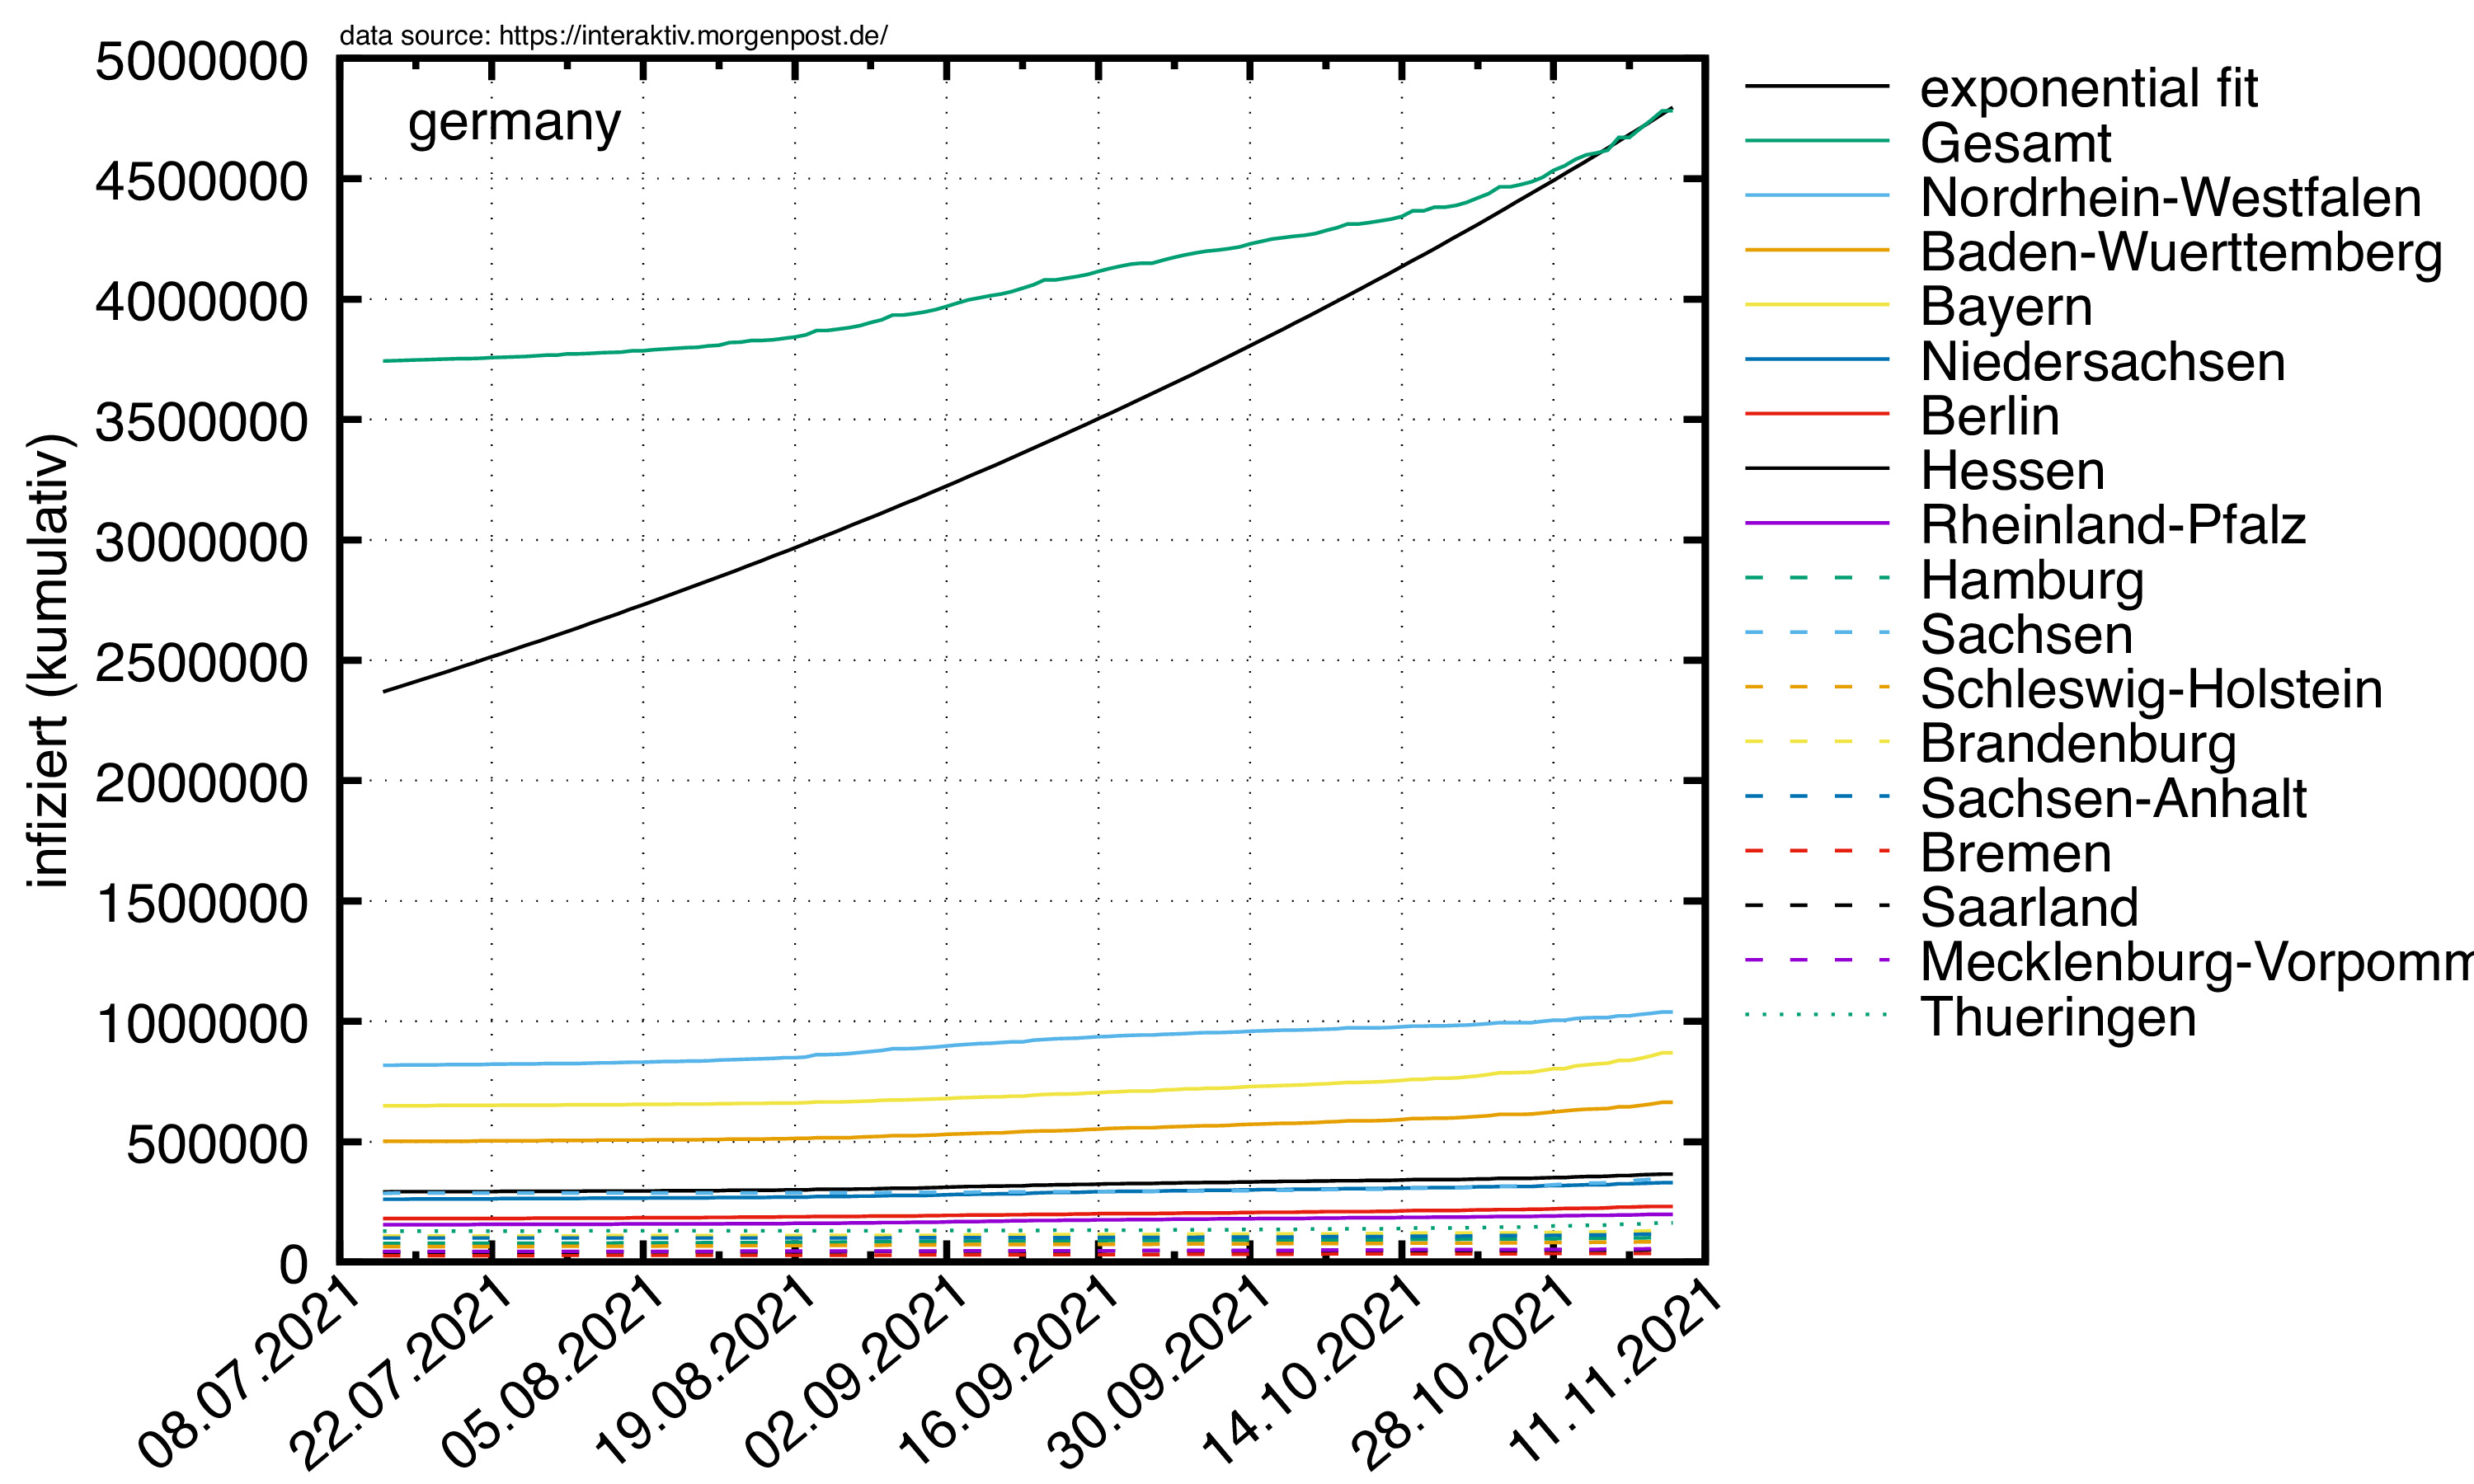 data source: https://interaktiv.morgenpost.de/
germany
infiziert (kumulativ)
5000000
4500000
4000000
3500000
3000000
2500000
2000000
1500000
1000000
500000
0
08.07.2021
22.07.2021
05.08.2021
19.08.2021
02.09.2021
16.09.2021
30.09.2021
14.10.2021
28.10.2021
11.11.2021
exponential fit
Gesamt
Nordrhein-Westfalen
Baden-Wuerttemberg
Bayern
Niedersachsen
Berlin
Hessen
Rheinland-Pfalz
Hamburg
Sachsen
Schleswig-Holstein
Brandenburg
Sachsen-Anhalt
Bremen
Saarland
Mecklenburg-Vorpomm
Thueringen